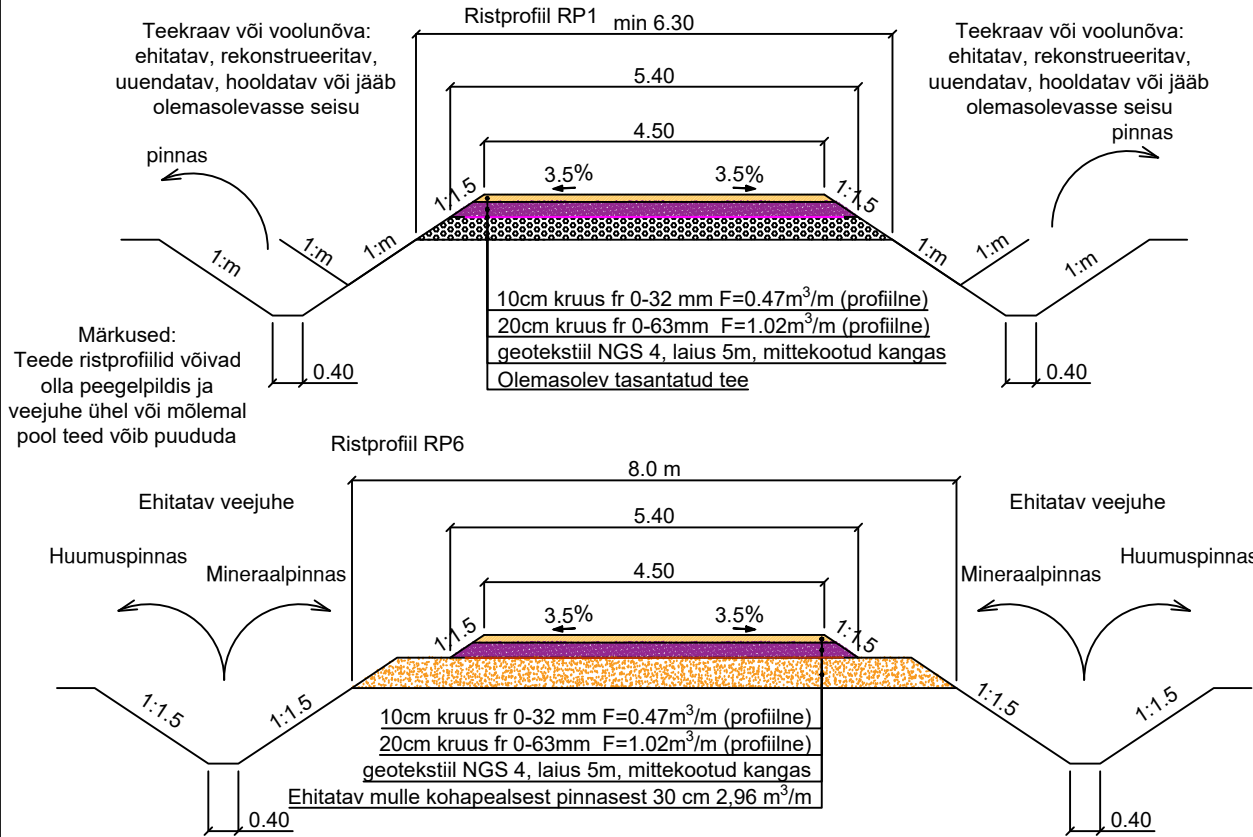 Ristprofiil RP1
min 6.30
Teekraav või voolunõva:
ehitatav, rekonstrueeritav,
uuendatav, hooldatav või jääb
olemasolevasse seisu
Teekraav või voolunõva:
ehitatav, rekonstrueeritav,
uuendatav, hooldatav või jääb
olemasolevasse seisu
5.40
4.50
pinnas
pinnas
3.5%
3.5%
1:1.5
1:1.5
1:m
1:m
1:m
1:m
1:m
1:m
10cm kruus fr 0-32 mm F=0.47m³/m (profiilne)
20cm kruus fr 0-63mm F=1.02m³/m (profiilne)
geotekstiil NGS 4, laius 5m, mittekootud kangas
Olemasolev tasantatud tee
0.40
0.40
Märkused:
Teede ristprofiilid võivad
olla peegelpildis ja
veejuhe ühel või mõlemal
pool teed võib puududa
Ristprofiil RP6
8.0 m
Ehitatav veejuhe
Ehitatav veejuhe
5.40
Huumuspinnas
Mineraalpinnas
4.50
Mineraalpinnas
Huumuspinnas
3.5%
3.5%
1:1.5
1:1.5
1:1.5
1:1.5
1:1.5
1:1.5
10cm kruus fr 0-32 mm F=0.47m³/m (profiilne)
20cm kruus fr 0-63mm F=1.02m³/m (profiilne)
geotekstiil NGS 4, laius 5m, mittekootud kangas
Ehitatav mulle kohapealsest pinnasest 30 cm 2,96 m³/m
0.40
0.40